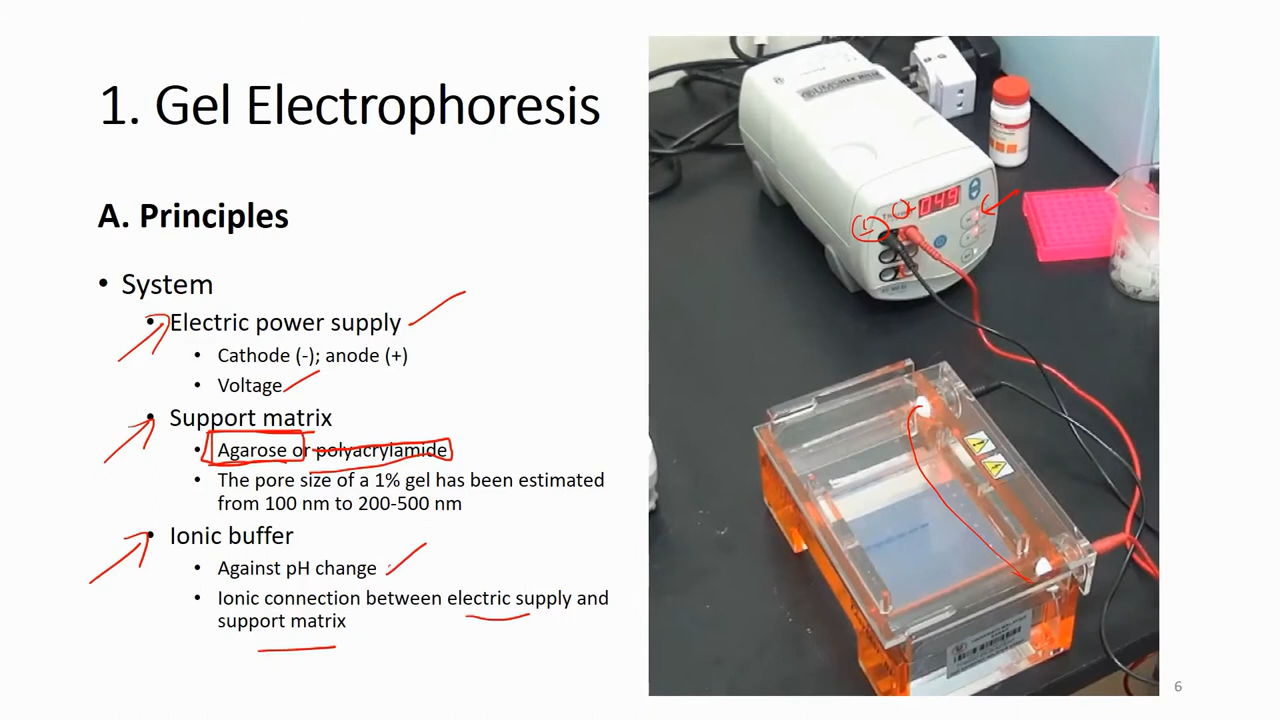 1. Gel Electrophoresis
A. Principles
• System
• Electric power supply
• Cathode (-); anode (+)
• Voltage
• Support matrix
• Agarose or polyacrylamide
• The pore size of a 1% gel has been estimated
from 100 nm to 200-500 nm
• Ionic buffer
• Against pH change
• Ionic connection between electric supply and
support matrix
049
6